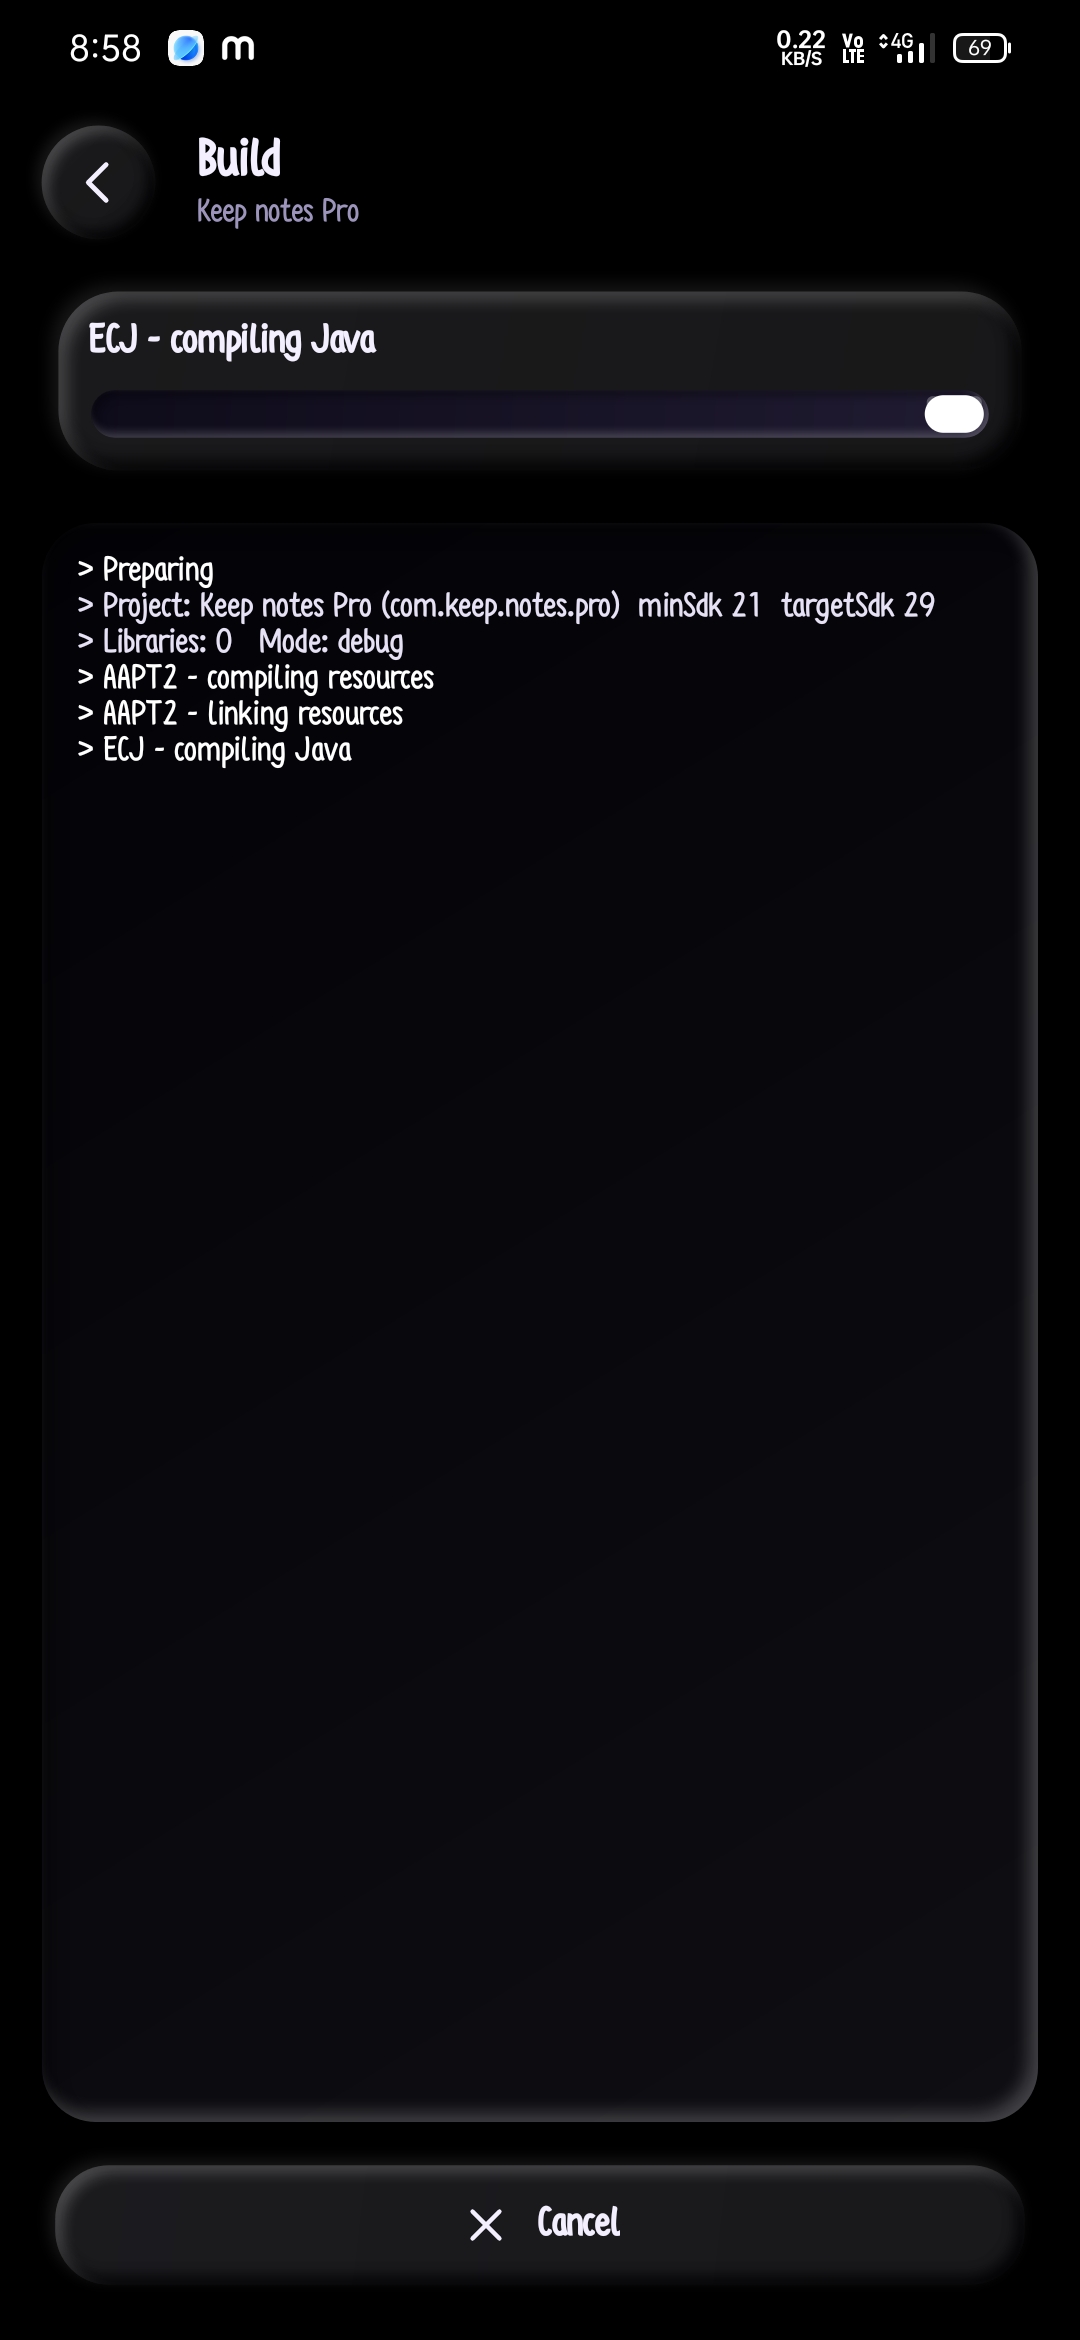 8:58 m 0.22 KB/S Vo LTE 4G 69
Build
Keep notes Pro
ECJ - compiling Java
> Preparing
> Project: Keep notes Pro (com.keep.notes.pro) minSdk 21 targetSdk 29
> Libraries: 0 Mode: debug
> AAPT2 - compiling resources
> AAPT2 - linking resources
> ECJ - compiling Java
Cancel